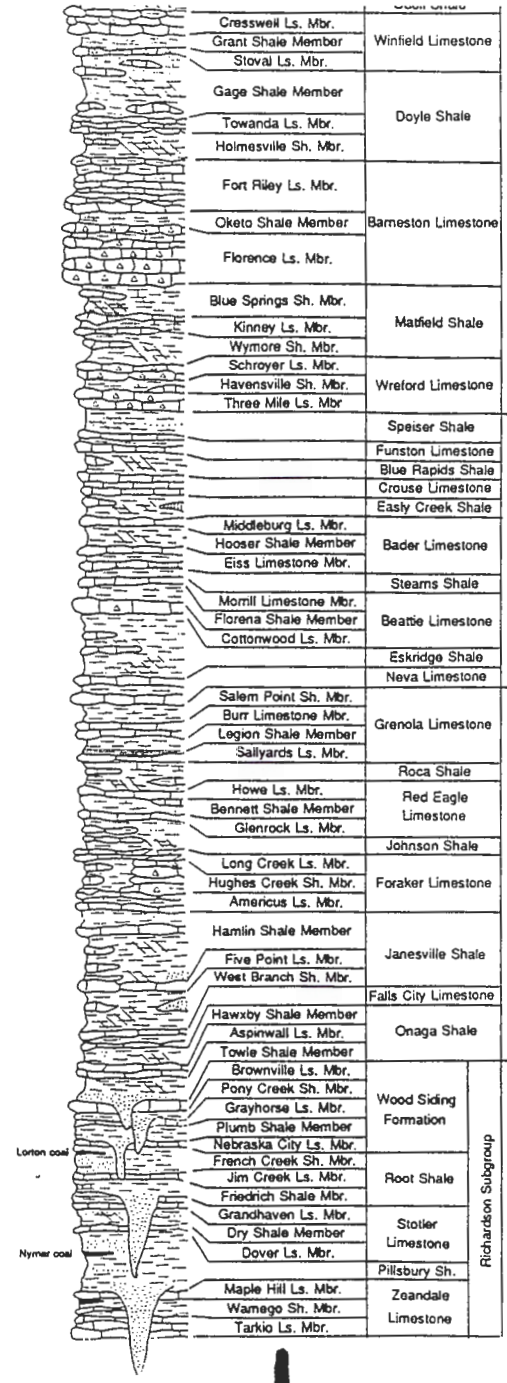 Cresswell Ls. Mbr.
Grant Shale Member
Stoval Ls. Mbr.
Winfield Limestone
Gage Shale Member
Towanda Ls. Mbr.
Holmesville Sh. Mbr.
Doyle Shale
Fort Riley Ls. Mbr.
Oketo Shale Member
Florence Ls. Mbr.
Barneston Limestone
Blue Springs Sh. Mbr.
Kinney Ls. Mbr.
Wymore Sh. Mbr.
Matfield Shale
Schroyer Ls. Mbr.
Havensville Sh. Mbr.
Three Mile Ls. Mbr
Wreford Limestone
Speiser Shale
Funston Limestone
Blue Rapids Shale
Crouse Limestone
Easly Creek Shale
Middleburg Ls. Mbr.
Hooser Shale Member
Eiss Limestone Mbr.
Bader Limestone
Stearns Shale
Morrill Limestone Mbr.
Florena Shale Member
Cottonwood Ls. Mbr.
Beattie Limestone
Eskridge Shale
Neva Limestone
Salem Point Sh. Mbr.
Burr Limestone Mbr.
Legion Shale Member
Sallyards Ls. Mbr.
Grenola Limestone
Roca Shale
Howe Ls. Mbr.
Bennett Shale Member
Glenrock Ls. Mbr.
Red Eagle
Limestone
Johnson Shale
Long Creek Ls. Mbr.
Hughes Creek Sh. Mbr.
Americus Ls. Mbr.
Foraker Limestone
Hamlin Shale Member
Five Point Ls. Mbr.
West Branch Sh. Mbr.
Janesville Shale
Falls City Limestone
Hawxby Shale Member
Aspinwall Ls. Mbr.
Towle Shale Member
Onaga Shale
Brownville Ls. Mbr.
Pony Creek Sh. Mbr.
Grayhorse Ls. Mbr.
Plumb Shale Member
Nebraska City Ls. Mbr.
Wood Siding
Formation
Lorton coal
French Creek Sh. Mbr.
Jim Creek Ls. Mbr.
Friedrich Shale Mbr.
Root Shale
Grandhaven Ls. Mbr.
Dry Shale Member
Dover Ls. Mbr.
Stotler
Limestone
Nyman coal
Pillsbury Sh.
Maple Hill Ls. Mbr.
Wamego Sh. Mbr.
Tarkio Ls. Mbr.
Zeandale
Limestone
Richardson Subgroup